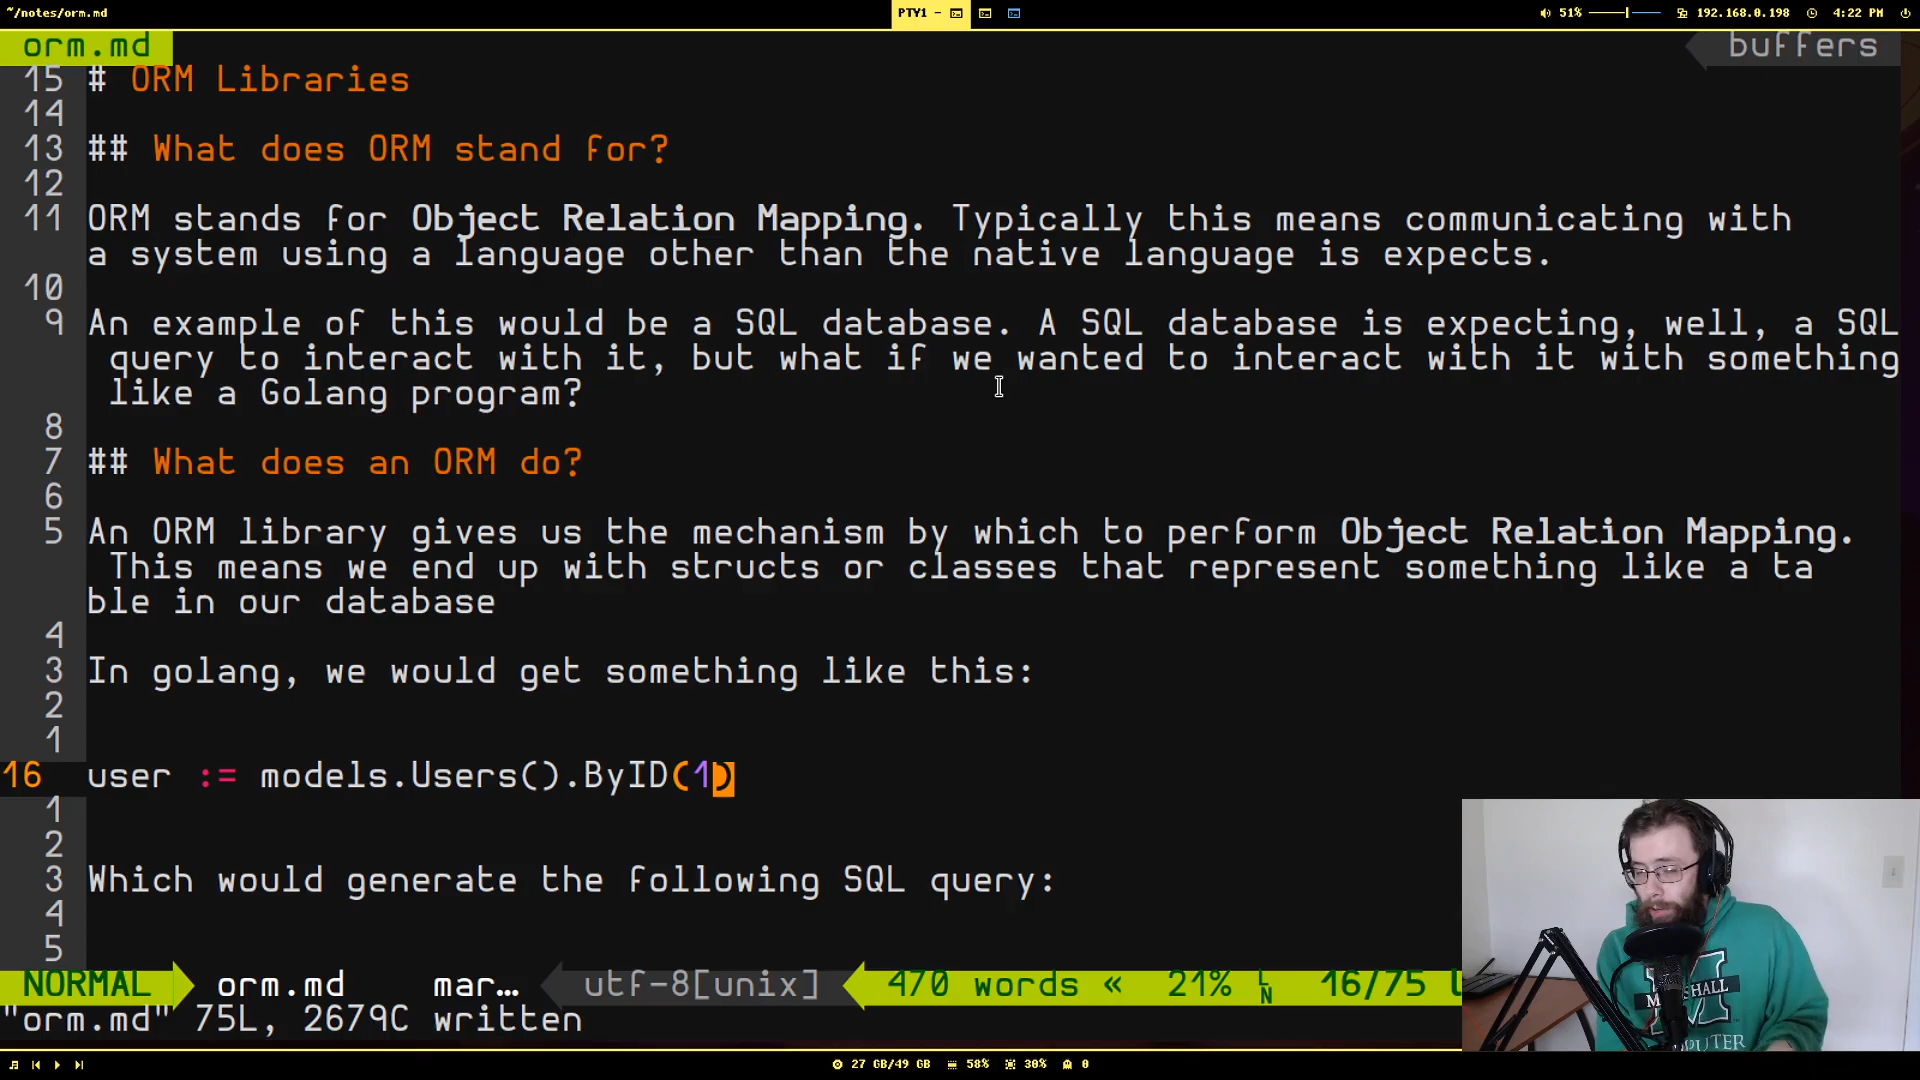 ~/notes/orm.md
PTY1 -
51%
192.168.0.198
4:22 PM
orm.md
buffers
15 # ORM Libraries
14
13 ## What does ORM stand for?
12
11 ORM stands for Object Relation Mapping. Typically this means communicating with
a system using a language other than the native language is expects.
10
9 An example of this would be a SQL database. A SQL database is expecting, well, a SQL
query to interact with it, but what if we wanted to interact with it with something
like a Golang program?
8
7 ## What does an ORM do?
6
5 An ORM library gives us the mechanism by which to perform Object Relation Mapping.
This means we end up with structs or classes that represent something like a ta
ble in our database
4
3 In golang, we would get something like this:
2
1
16 user := models.Users().ByID(1)
1
2
3 Which would generate the following SQL query:
4
5
NORMAL orm.md mar… utf-8[unix] 470 words « 21% LN 16/75
"orm.md" 75L, 2679C written
MARSHALL
27 GB/49 GB
58%
30%
0